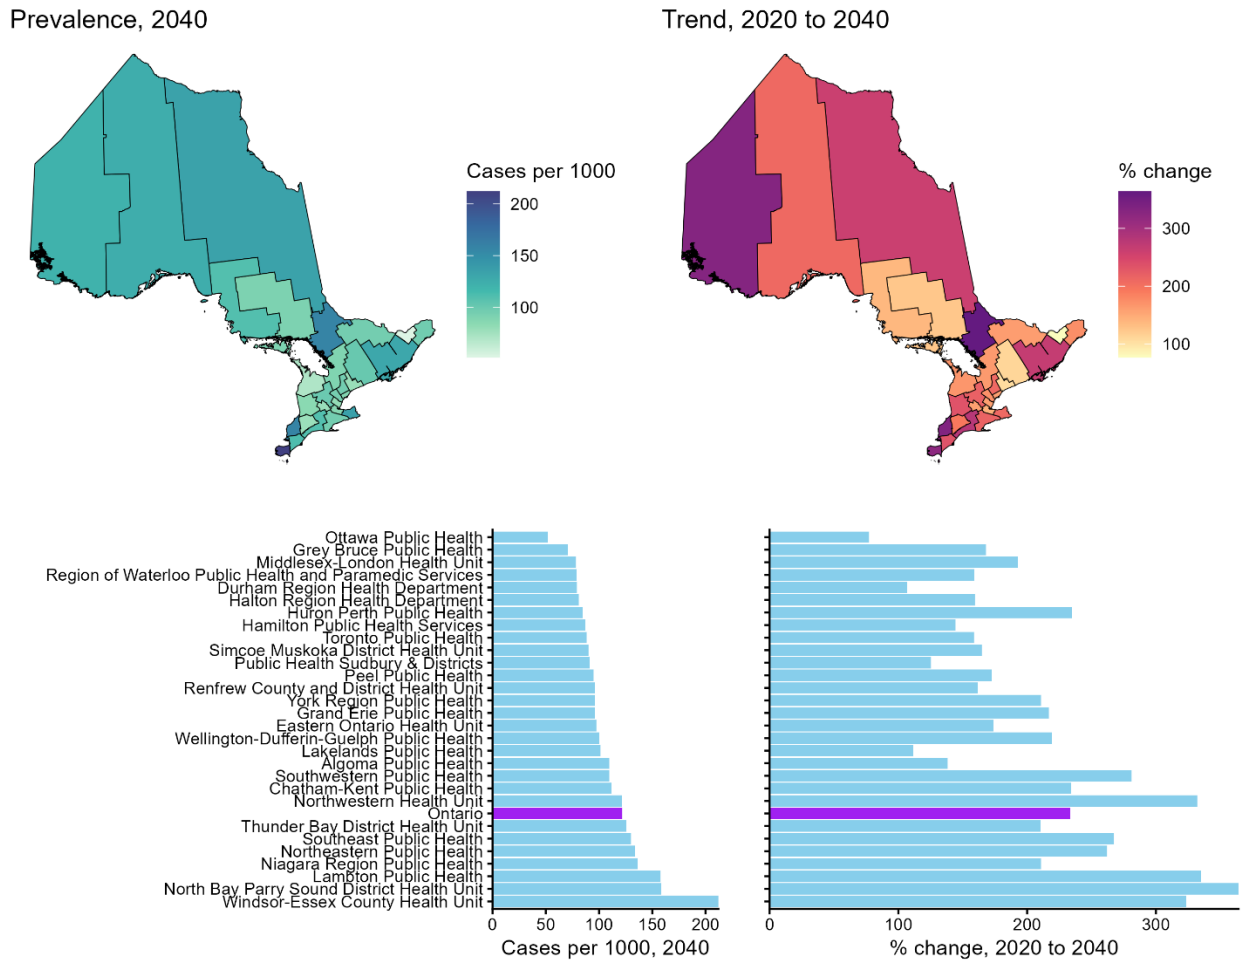 Prevalence, 2040
Trend, 2020 to 2040
Cases per 1000
200
150
100
% change
300
200
100
Ottawa Public Health
Grey Bruce Public Health
Middlesex-London Health Unit
Region of Waterloo Public Health and Paramedic Services
Durham Region Health Department
Halton Region Health Department
Huron Perth Public Health
Hamilton Public Health Services
Toronto Public Health
Simcoe Muskoka District Health Unit
Public Health Sudbury & Districts
Peel Public Health
Renfrew County and District Health Unit
York Region Public Health
Grand Erie Public Health
Eastern Ontario Health Unit
Wellington-Dufferin-Guelph Public Health
Lakelands Public Health
Algoma Public Health
Southwestern Public Health
Chatham-Kent Public Health
Northwestern Health Unit
Ontario
Thunder Bay District Health Unit
Southeast Public Health
Northeastern Public Health
Niagara Region Public Health
Lambton Public Health
North Bay Parry Sound District Health Unit
Windsor-Essex County Health Unit
0 50 100 150 200
Cases per 1000, 2040
0 100 200 300
% change, 2020 to 2040